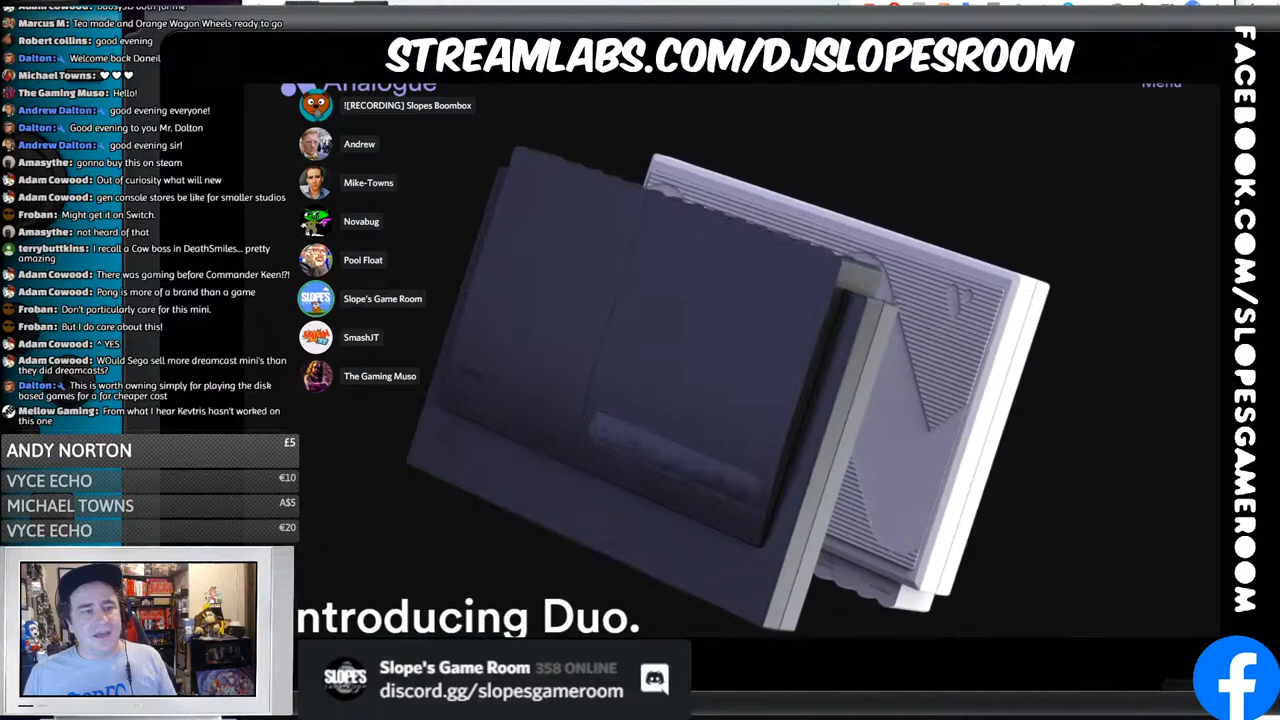 Marcus M: Tea made and Orange Wagon Wheels ready to go
Robert collins: good evening
Dalton: Welcome back Daneil
Michael Towns: ♥♥♥
The Gaming Muso: Hello!
Andrew Dalton: good evening everyone!
Dalton: Good evening to you Mr. Dalton
Andrew Dalton: good evening sir!
Amasythe: gonna buy this on steam
Adam Cowood: Out of curiosity what will new
Adam Cowood: gen console stores be like for smaller studios
Froban: Might get it on Switch.
Amasythe: not heard of that
terrybuttkins: I recall a Cow boss in DeathSmiles... pretty
amazing
Adam Cowood: There was gaming before Commander Keen!?!
Adam Cowood: Pong is more of a brand than a game
Froban: Don't particularly care for this mini.
Froban: But I do care about this!
Adam Cowood: ^ YES
Adam Cowood: WOuld Sega sell more dreamcast mini's than
they did dreamcasts?
Dalton: This is worth owning simply for playing the disk
based games for a far cheaper cost
Mellow Gaming: From what I hear Kevtris hasn't worked on
this one
ANDY NORTON £5
VYCE ECHO €10
MICHAEL TOWNS A$5
VYCE ECHO €20
STREAMLABS.COM/DJSLOPESROOM
Analogue
Menu
![RECORDING] Slopes Boombox
Andrew
Mike-Towns
Novabug
Pool Float
SLOPE'S
Slope's Game Room
SmashJT
The Gaming Muso
ntroducing Duo.
SLOPE'S
Slope's Game Room 358 ONLINE
discord.gg/slopesgameroom
FACEBOOK.COM/SLOPESGAMEROOM